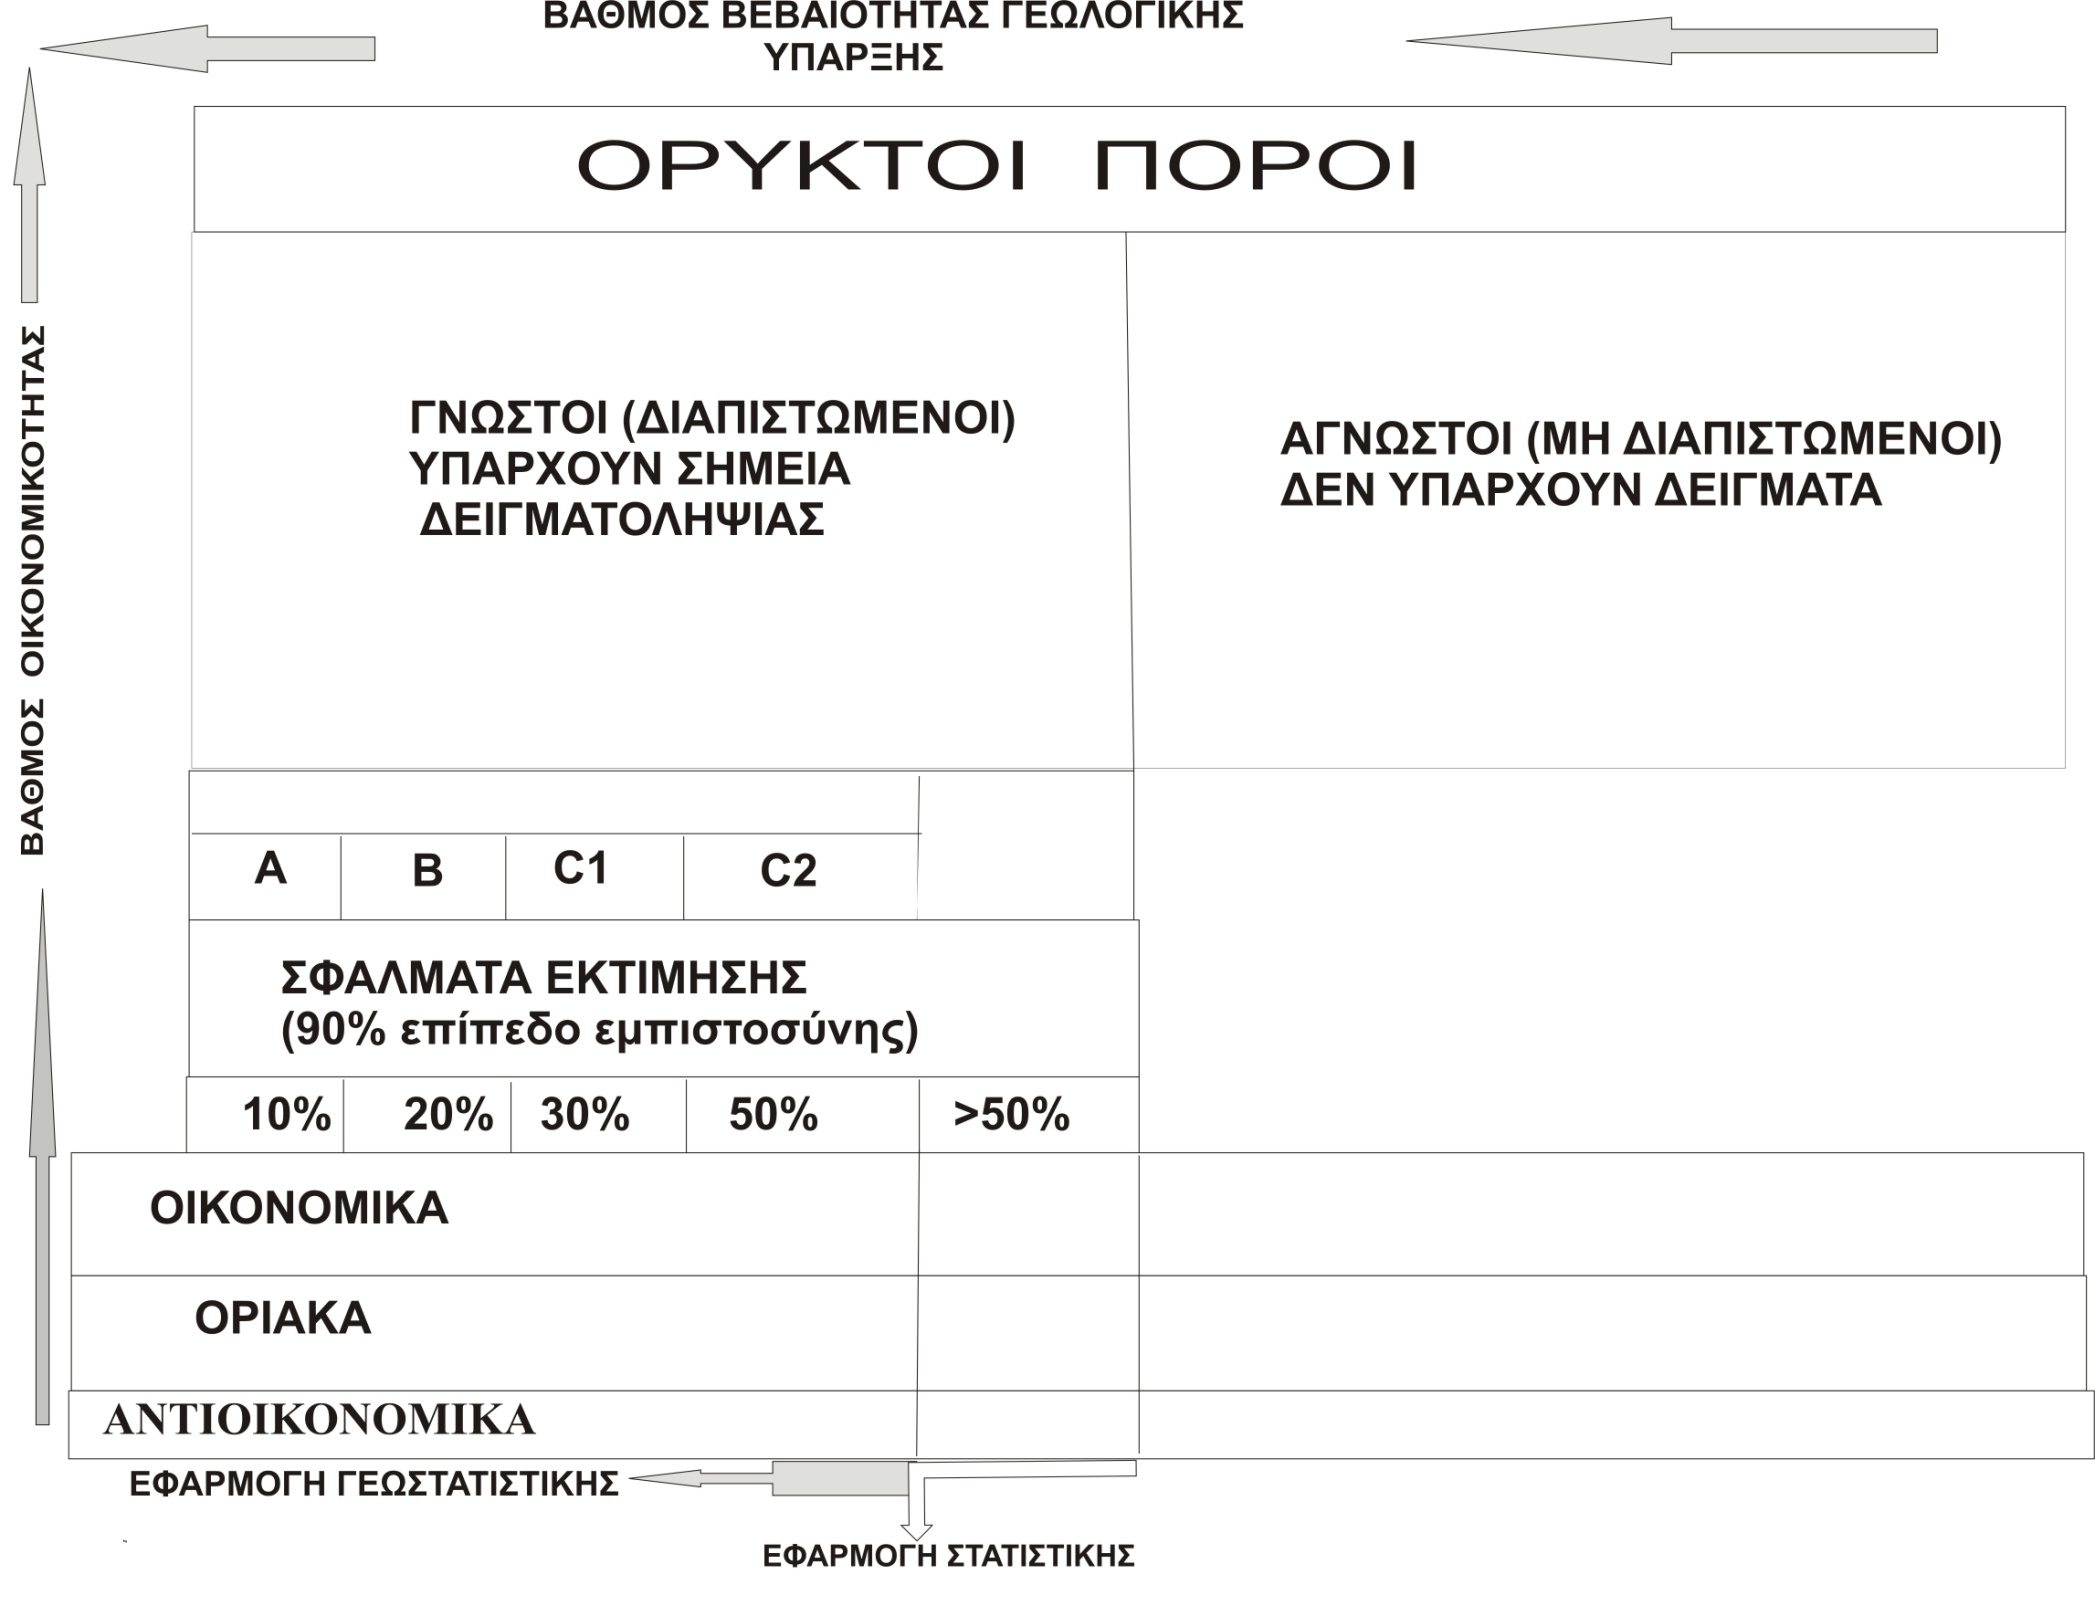 ΒΑΘΜΟΣ ΒΕΒΑΙΟΤΗΤΑΣ ΓΕΩΛΟΓΙΚΗΣ
ΥΠΑΡΞΗΣ
ΒΑΘΜΟΣ ΟΙΚΟΝΟΜΙΚΟΤΗΤΑΣ
ΟΡΥΚΤΟΙ ΠΟΡΟΙ
ΓΝΩΣΤΟΙ (ΔΙΑΠΙΣΤΩΜΕΝΟΙ)
ΥΠΑΡΧΟΥΝ ΣΗΜΕΙΑ
ΔΕΙΓΜΑΤΟΛΗΨΙΑΣ
ΑΓΝΩΣΤΟΙ (ΜΗ ΔΙΑΠΙΣΤΩΜΕΝΟΙ)
ΔΕΝ ΥΠΑΡΧΟΥΝ ΔΕΙΓΜΑΤΑ
A B C1 C2
ΣΦΑΛΜΑΤΑ ΕΚΤΙΜΗΣΗΣ
(90% επίπεδο εμπιστοσύνης)
10% 20% 30% 50% >50%
ΟΙΚΟΝΟΜΙΚΑ
ΟΡΙΑΚΑ
ΑΝΤΙΟΙΚΟΝΟΜΙΚΑ
ΕΦΑΡΜΟΓΗ ΓΕΩΣΤΑΤΙΣΤΙΚΗΣ
ΕΦΑΡΜΟΓΗ ΣΤΑΤΙΣΤΙΚΗΣ